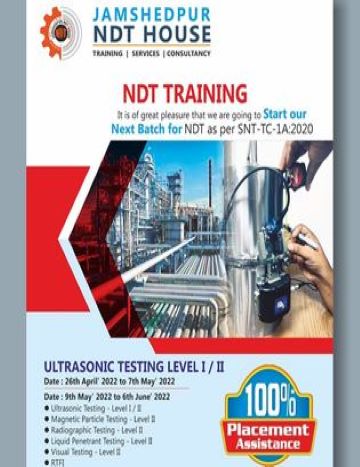 JAMSHEDPUR
NDT HOUSE
TRAINING | SERVICES | CONSULTANCY
NDT TRAINING
It is of great pleasure that we are going to Start our
Next Batch for NDT as per SNT-TC-1A:2020
ULTRASONIC TESTING LEVEL I / II
Date : 26th April' 2022 to 7th May' 2022
Date : 9th May' 2022 to 6th June' 2022
• Ultrasonic Testing - Level I / II
• Magnetic Particle Testing - Level II
• Radiographic Testing - Level II
• Liquid Penetrant Testing - Level II
• Visual Testing - Level II
• RTFI
100%
Placement
Assistance